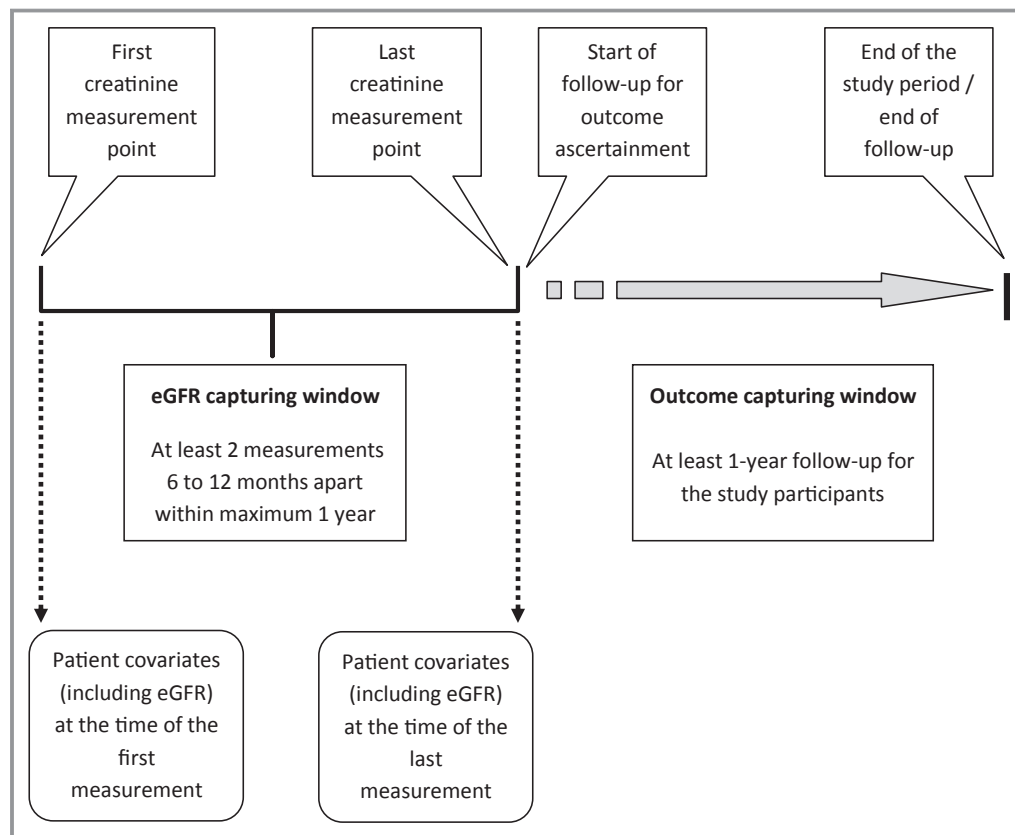 First
creatinine
measurement
point
Last
creatinine
measurement
point
Start of
follow-up for
outcome
ascertainment
End of the
study period /
end of
follow-up
eGFR capturing window
At least 2 measurements
6 to 12 months apart
within maximum 1 year
Outcome capturing window
At least 1-year follow-up for
the study participants
Patient covariates
(including eGFR)
at the time of the
first
measurement
Patient covariates
(including eGFR)
at the time of the
last
measurement